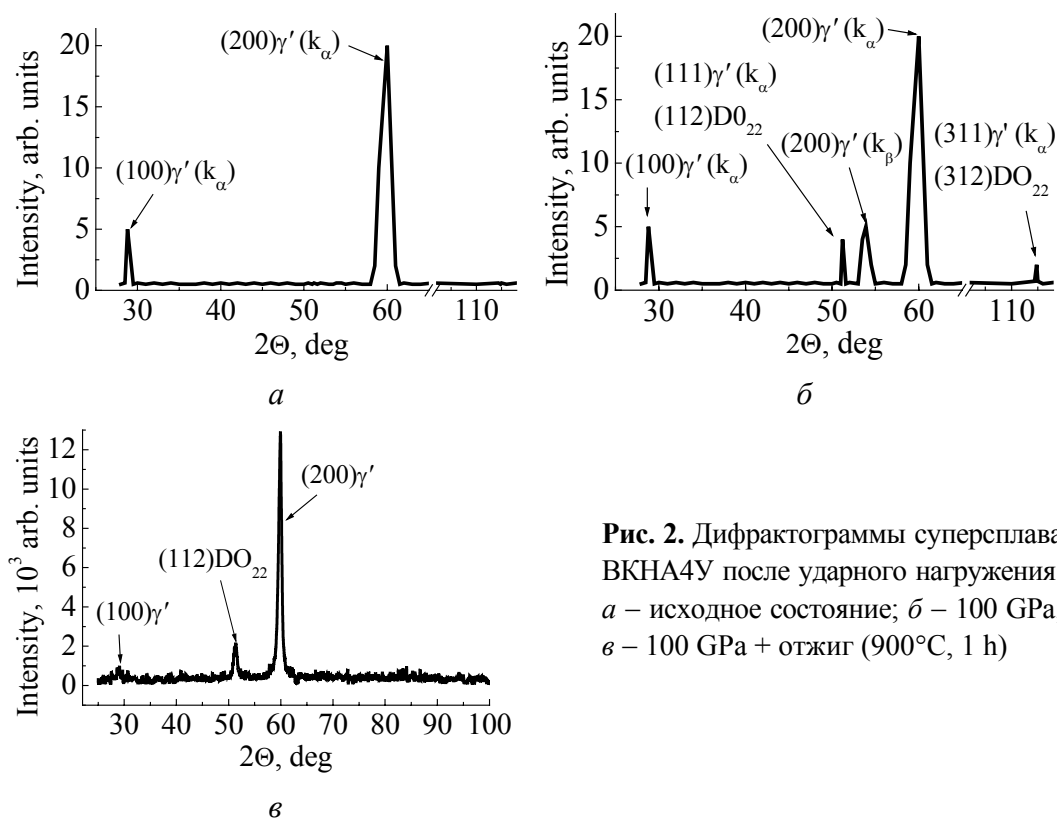 20
15
10
5
0
Intensity, arb. units
(200)γ′ (kα)
(100)γ′ (kα)
30 40 50 60 110
2Θ, deg
а
20
15
10
5
0
Intensity, arb. units
(200)γ′ (kα)
(111)γ′ (kα)
(112)D0₂₂
(200)γ′ (kβ)
(311)γ' (kα)
(100)γ′ (kα)
(312)DO₂₂
30 40 50 60 110
2Θ, deg
б
12
10
8
6
4
2
0
Intensity, 10³ arb. units
(200)γ′
(112)DO₂₂
(100)γ′
30 40 50 60 70 80 90 100
2Θ, deg
в
Рис. 2. Дифрактограммы суперсплава
ВКНА4У после ударного нагружения
а – исходное состояние; б – 100 GPa
в – 100 GPa + отжиг (900°C, 1 h)